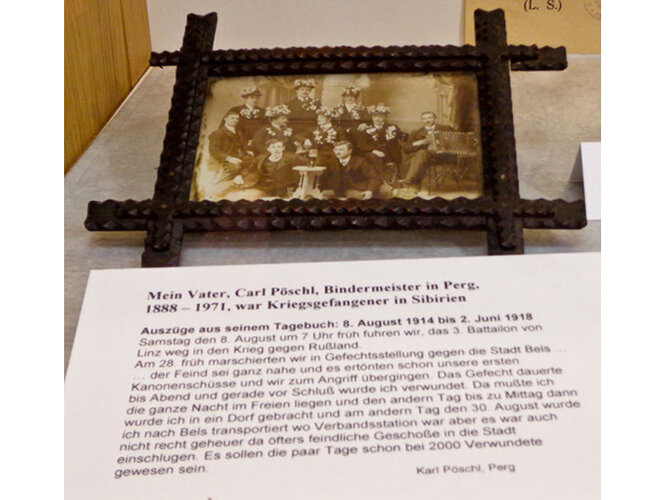 (L. S.)
Mein Vater, Carl Pöschl, Bindermeister in Perg,
1888 – 1971, war Kriegsgefangener in Sibirien
Auszüge aus seinem Tagebuch: 8. August 1914 bis 2. Juni 1918
Samstag den 8. August um 7 Uhr früh fuhren wir, das 3. Battailon von
Linz weg in den Krieg gegen Rußland.
Am 28. früh marschierten wir in Gefechtsstellung gegen die Stadt Bels ...
... der Feind sei ganz nahe und es ertönten schon unsere ersten
Kanonenschüsse und wir zum Angriff übergingen. Das Gefecht dauerte
bis Abend und gerade vor Schluß wurde ich verwundet. Da mußte ich
die ganze Nacht im Freien liegen und den andern Tag bis zu Mittag dann
wurde ich in ein Dorf gebracht und am andern Tag den 30. August wurde
ich nach Bels transportiert wo Verbandsstation war aber es war auch
nicht recht geheuer da öfters feindliche Geschoße in die Stadt
einschlugen. Es sollen die paar Tage schon bei 2000 Verwundete
gewesen sein.
Karl Pöschl, Perg